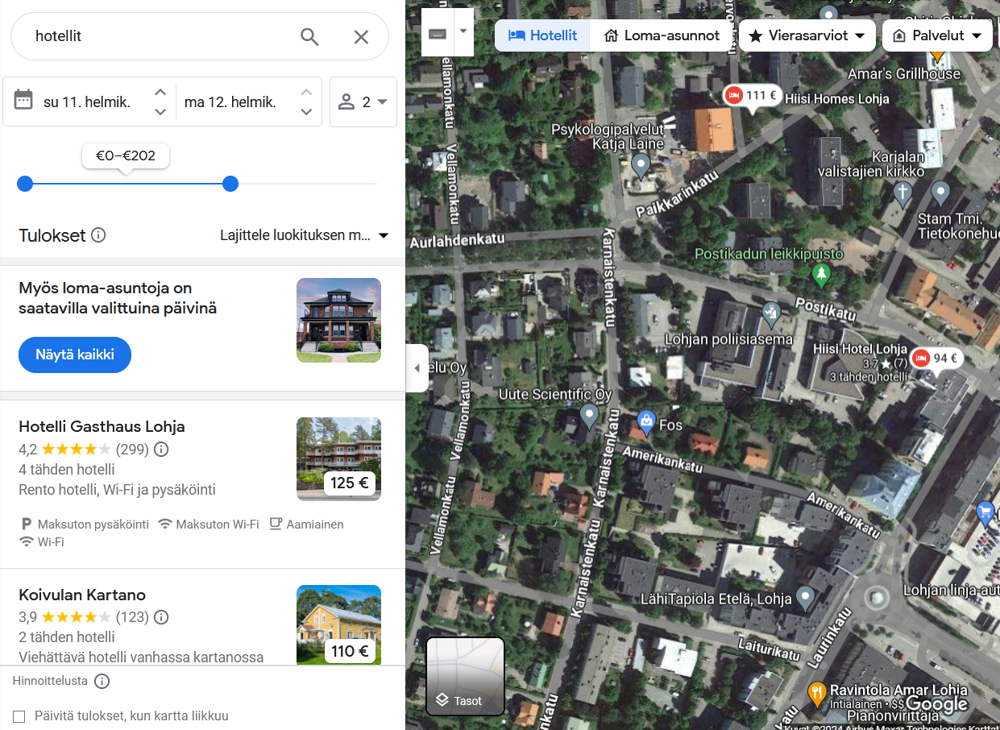 hotellit
su 11. helmik.
ma 12. helmik.
2
€0–€202
Tulokset
Lajittele luokituksen m...
Myös loma-asuntoja on
saatavilla valittuina päivinä
Näytä kaikki
Hotelli Gasthaus Lohja
4,2 (299)
4 tähden hotelli
Rento hotelli, Wi-Fi ja pysäköinti
125 €
Maksuton pysäköinti
Maksuton Wi-Fi
Aamiainen
Wi-Fi
Koivulan Kartano
3,9 (123)
2 tähden hotelli
Viehättävä hotelli vanhassa kartanossa
110 €
Hinnoittelusta
Päivitä tulokset, kun kartta liikkuu
Hotellit
Loma-asunnot
Vierasarviot
Palvelut
Amar's Grillhouse
111 €
Hiisi Homes Lohja
Vellamonkatu
Psykologipalvelut
Katja Laine
Karjalan
valistajien kirkko
Vellamonkatu
Paikkarinkatu
Stam Tmi.
Tietokonehu
Aurlahdenkatu
Karnaistenkatu
Postikadun leikkipuisto
Postikatu
Lohjan poliisiasema
Hiisi Hotel Lohja
3.7 (7)
3 tähden hotelli
94 €
elu Oy
Uute Scientific Oy
Vellamonkatu
Fos
Karnaistenkatu
Amerikankatu
Amerikankatu
Vellamonkatu
Karnaistenkatu
LähiTapiola Etelä, Lohja
Lohjan linja-aut
Laiturikatu
Laurinkatu
Tasot
Ravintola Amar Lohja
Intialainen • $$
Google
Pianonvirittäjä
Kuvat ©2024 Airbus Maxar Technologies Karttat